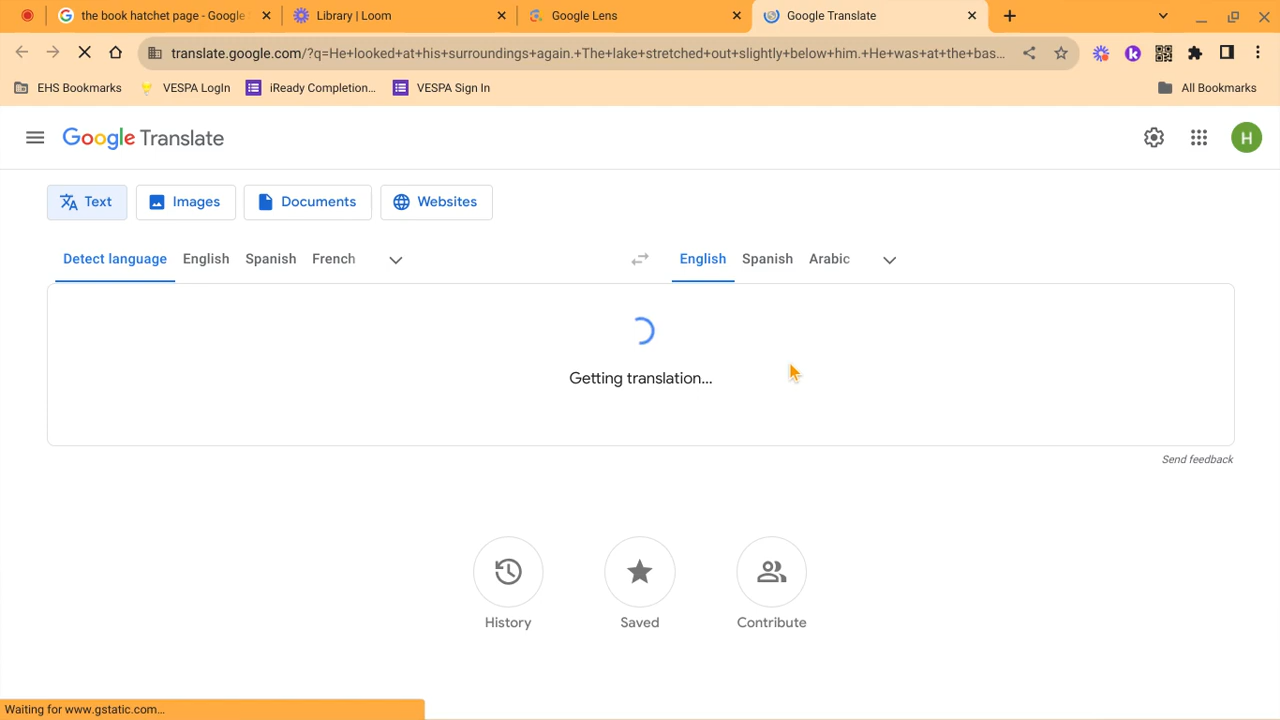 the book hatchet page - Google
Library | Loom
Google Lens
Google Translate
translate.google.com/?q=He+looked+at+his+surroundings+again.+The+lake+stretched+out+slightly+below+him.+He+was+at+the+bas...
EHS Bookmarks
VESPA LogIn
iReady Completion...
VESPA Sign In
All Bookmarks
Google Translate
H
Text
Images
Documents
Websites
Detect language
English
Spanish
French
English
Spanish
Arabic
Getting translation...
Send feedback
History
Saved
Contribute
Waiting for www.gstatic.com...